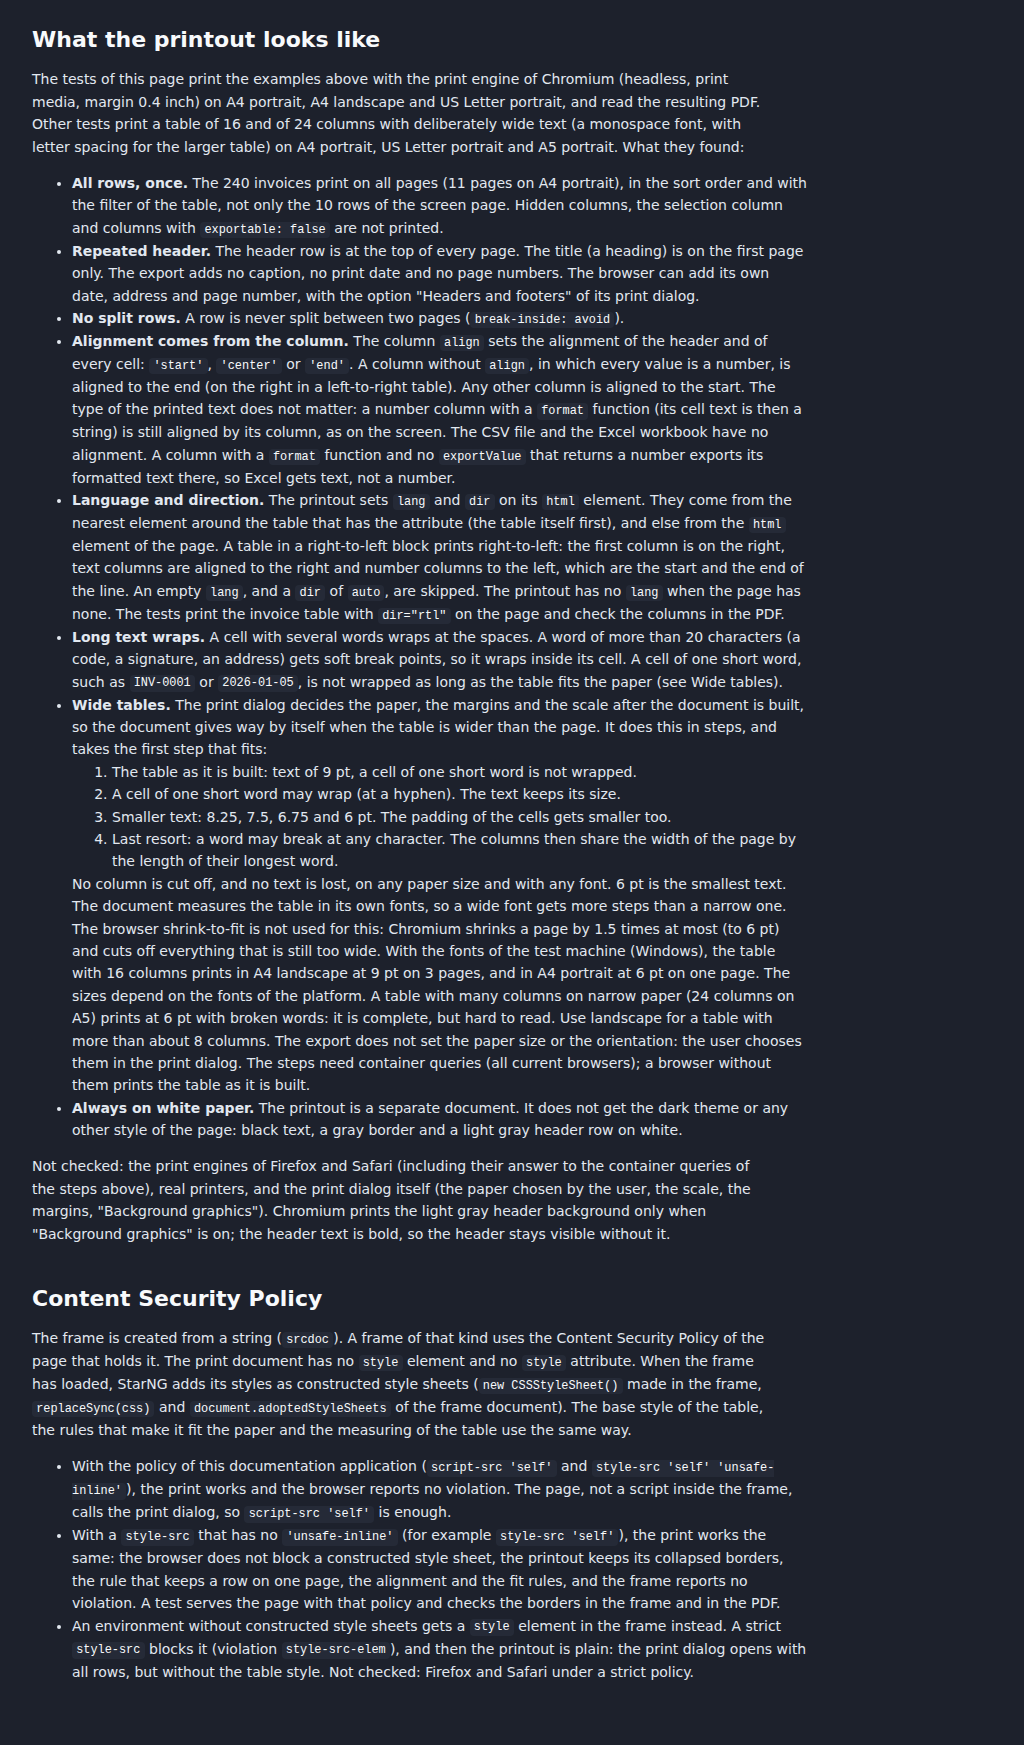 What the printout looks like
The tests of this page print the examples above with the print engine of Chromium (headless, print
media, margin 0.4 inch) on A4 portrait, A4 landscape and US Letter portrait, and read the resulting PDF.
Other tests print a table of 16 and of 24 columns with deliberately wide text (a monospace font, with
letter spacing for the larger table) on A4 portrait, US Letter portrait and A5 portrait. What they found:
• All rows, once. The 240 invoices print on all pages (11 pages on A4 portrait), in the sort order and with
the filter of the table, not only the 10 rows of the screen page. Hidden columns, the selection column
and columns with exportable: false are not printed.
• Repeated header. The header row is at the top of every page. The title (a heading) is on the first page
only. The export adds no caption, no print date and no page numbers. The browser can add its own
date, address and page number, with the option "Headers and footers" of its print dialog.
• No split rows. A row is never split between two pages (break-inside: avoid).
• Alignment comes from the column. The column align sets the alignment of the header and of
every cell: 'start', 'center' or 'end'. A column without align, in which every value is a number, is
aligned to the end (on the right in a left-to-right table). Any other column is aligned to the start. The
type of the printed text does not matter: a number column with a format function (its cell text is then a
string) is still aligned by its column, as on the screen. The CSV file and the Excel workbook have no
alignment. A column with a format function and no exportValue that returns a number exports its
formatted text there, so Excel gets text, not a number.
• Language and direction. The printout sets lang and dir on its html element. They come from the
nearest element around the table that has the attribute (the table itself first), and else from the html
element of the page. A table in a right-to-left block prints right-to-left: the first column is on the right,
text columns are aligned to the right and number columns to the left, which are the start and the end of
the line. An empty lang, and a dir of auto, are skipped. The printout has no lang when the page has
none. The tests print the invoice table with dir="rtl" on the page and check the columns in the PDF.
• Long text wraps. A cell with several words wraps at the spaces. A word of more than 20 characters (a
code, a signature, an address) gets soft break points, so it wraps inside its cell. A cell of one short word,
such as INV-0001 or 2026-01-05, is not wrapped as long as the table fits the paper (see Wide tables).
• Wide tables. The print dialog decides the paper, the margins and the scale after the document is built,
so the document gives way by itself when the table is wider than the page. It does this in steps, and
takes the first step that fits:
1. The table as it is built: text of 9 pt, a cell of one short word is not wrapped.
2. A cell of one short word may wrap (at a hyphen). The text keeps its size.
3. Smaller text: 8.25, 7.5, 6.75 and 6 pt. The padding of the cells gets smaller too.
4. Last resort: a word may break at any character. The columns then share the width of the page by
the length of their longest word.
No column is cut off, and no text is lost, on any paper size and with any font. 6 pt is the smallest text.
The document measures the table in its own fonts, so a wide font gets more steps than a narrow one.
The browser shrink-to-fit is not used for this: Chromium shrinks a page by 1.5 times at most (to 6 pt)
and cuts off everything that is still too wide. With the fonts of the test machine (Windows), the table
with 16 columns prints in A4 landscape at 9 pt on 3 pages, and in A4 portrait at 6 pt on one page. The
sizes depend on the fonts of the platform. A table with many columns on narrow paper (24 columns on
A5) prints at 6 pt with broken words: it is complete, but hard to read. Use landscape for a table with
more than about 8 columns. The export does not set the paper size or the orientation: the user chooses
them in the print dialog. The steps need container queries (all current browsers); a browser without
them prints the table as it is built.
• Always on white paper. The printout is a separate document. It does not get the dark theme or any
other style of the page: black text, a gray border and a light gray header row on white.
Not checked: the print engines of Firefox and Safari (including their answer to the container queries of
the steps above), real printers, and the print dialog itself (the paper chosen by the user, the scale, the
margins, "Background graphics"). Chromium prints the light gray header background only when
"Background graphics" is on; the header text is bold, so the header stays visible without it.
Content Security Policy
The frame is created from a string (srcdoc). A frame of that kind uses the Content Security Policy of the
page that holds it. The print document has no style element and no style attribute. When the frame
has loaded, StarNG adds its styles as constructed style sheets (new CSSStyleSheet() made in the frame,
replaceSync(css) and document.adoptedStyleSheets of the frame document). The base style of the table,
the rules that make it fit the paper and the measuring of the table use the same way.
• With the policy of this documentation application (script-src 'self' and style-src 'self' 'unsafe-
inline'), the print works and the browser reports no violation. The page, not a script inside the frame,
calls the print dialog, so script-src 'self' is enough.
• With a style-src that has no 'unsafe-inline' (for example style-src 'self'), the print works the
same: the browser does not block a constructed style sheet, the printout keeps its collapsed borders,
the rule that keeps a row on one page, the alignment and the fit rules, and the frame reports no
violation. A test serves the page with that policy and checks the borders in the frame and in the PDF.
• An environment without constructed style sheets gets a style element in the frame instead. A strict
style-src blocks it (violation style-src-elem), and then the printout is plain: the print dialog opens with
all rows, but without the table style. Not checked: Firefox and Safari under a strict policy.